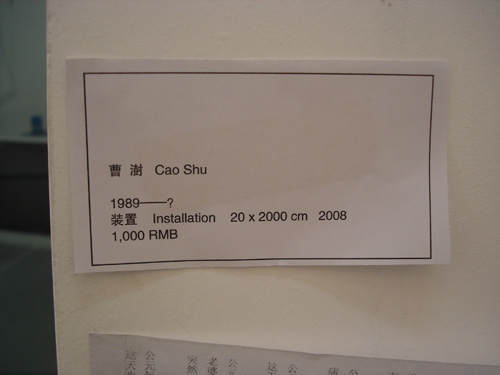 曹 澍 Cao Shu
1989——?
装置 Installation 20 x 2000 cm 2008
1,000 RMB